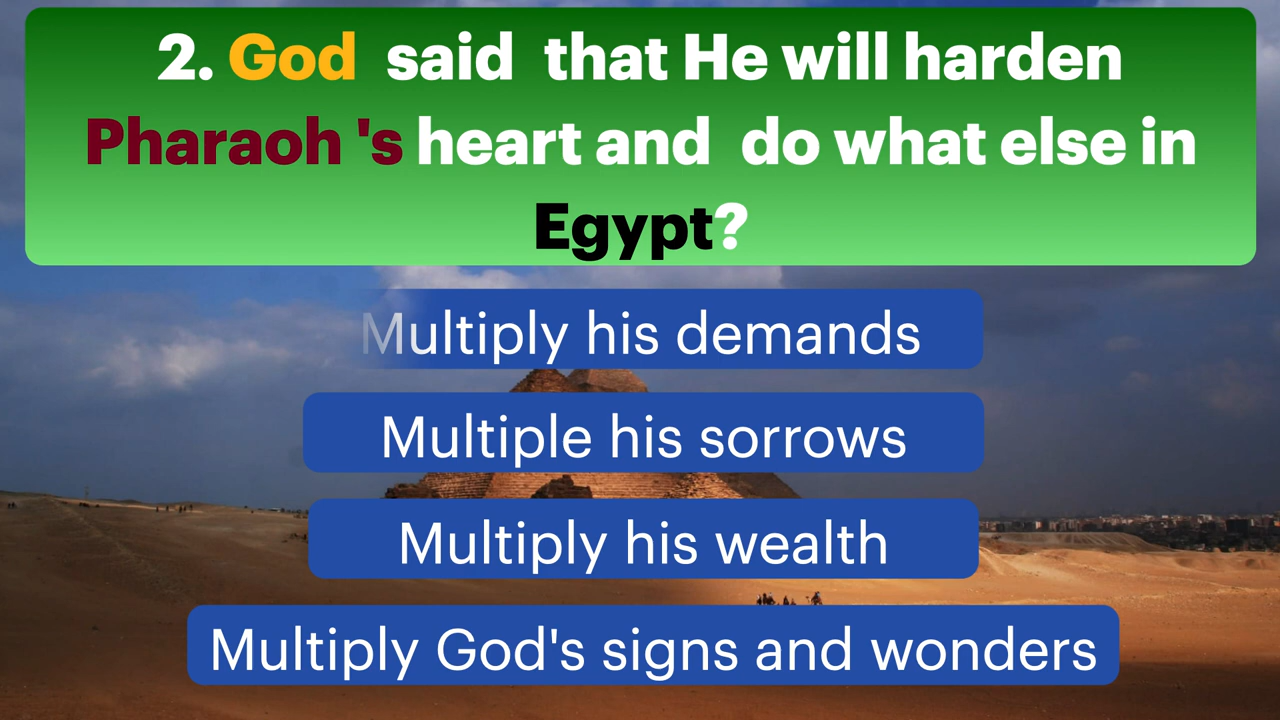 2. God said that He will harden
Pharaoh 's heart and do what else in
Egypt?
Multiply his demands
Multiple his sorrows
Multiply his wealth
Multiply God's signs and wonders